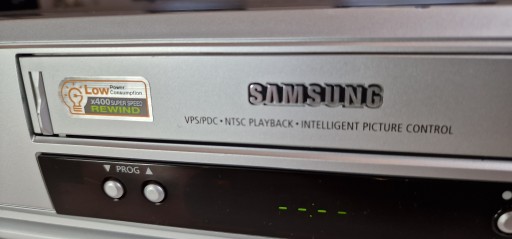 Low Power Consumption
x400 SUPER SPEED
REWIND
SAMSUNG
VPS/PDC • NTSC PLAYBACK • INTELLIGENT PICTURE CONTROL
▼ PROG ▲
--:--